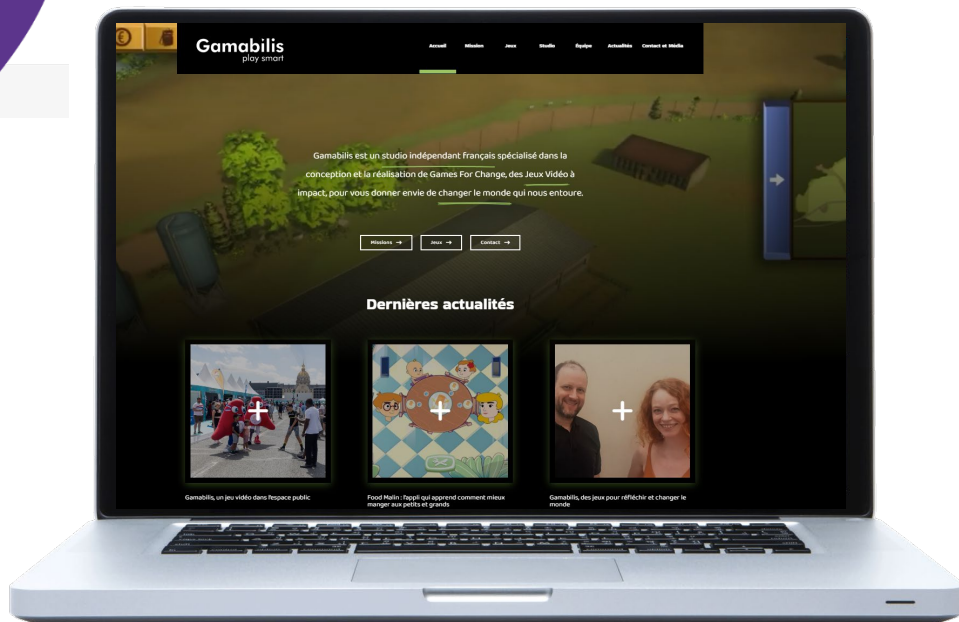 Gamabilis
play smart
Accueil Mission Jeux Studio Équipe Actualités Contact et Média
Gamabilis est un studio indépendant français spécialisé dans la
conception et la réalisation de Games For Change, des Jeux Vidéo à
impact, pour vous donner envie de changer le monde qui nous entoure.
Missions → Jeux → Contact →
Dernières actualités
Gamabilis, un jeu vidéo dans l'espace public
Food Malin : l'appli qui apprend comment mieux
manger aux petits et grands
Gamabilis, des jeux pour réfléchir et changer le
monde